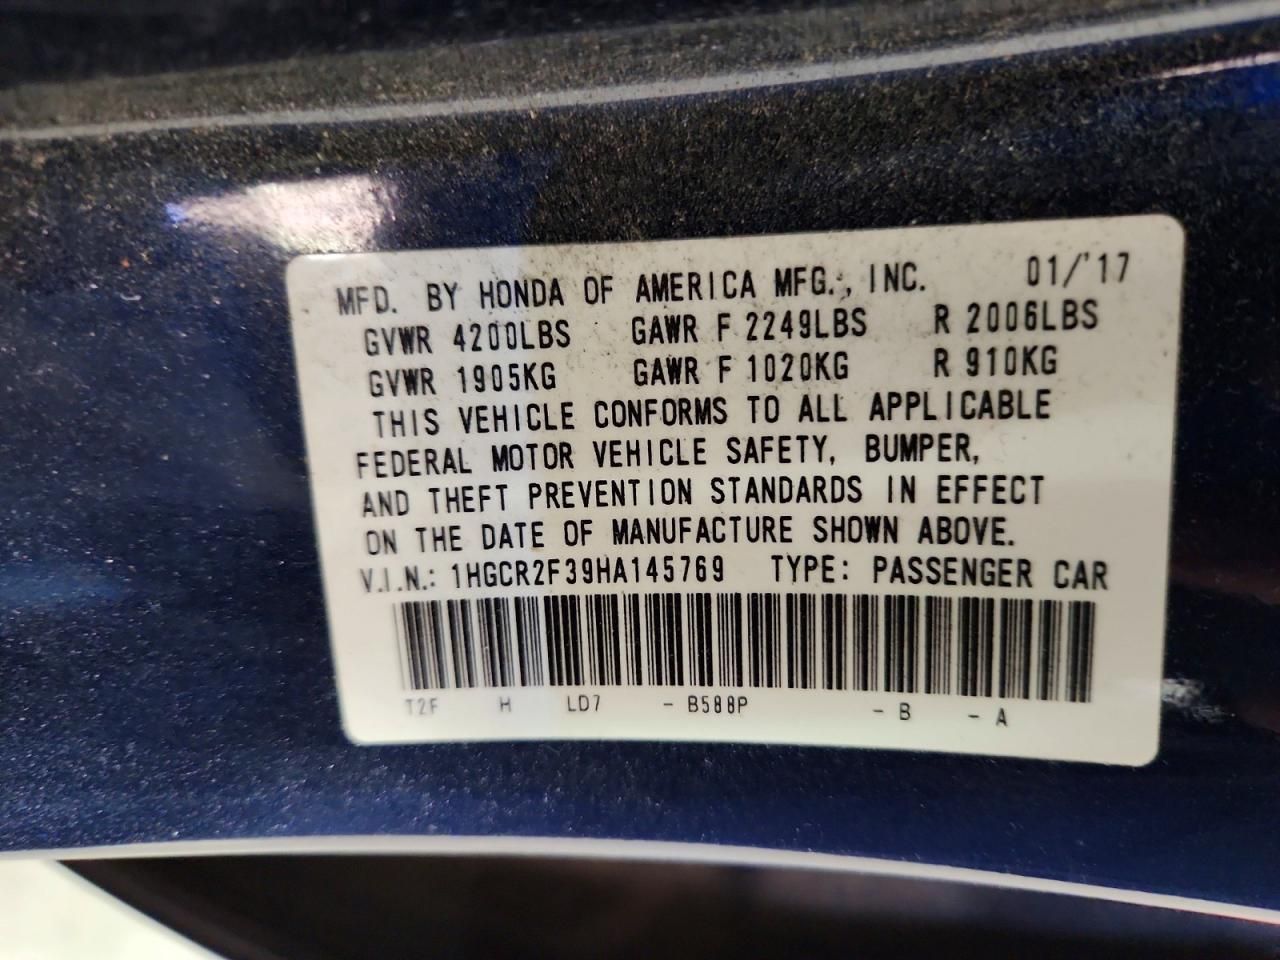 MFD. BY HONDA OF AMERICA MFG., INC. 01/'17
GVWR 4200LBS GAWR F 2249LBS R 2006LBS
GVWR 1905KG GAWR F 1020KG R 910KG
THIS VEHICLE CONFORMS TO ALL APPLICABLE
FEDERAL MOTOR VEHICLE SAFETY, BUMPER,
AND THEFT PREVENTION STANDARDS IN EFFECT
ON THE DATE OF MANUFACTURE SHOWN ABOVE.
V.I.N.: 1HGCR2F39HA145769 TYPE: PASSENGER CAR
T2F H LD7 - B588P - B - A